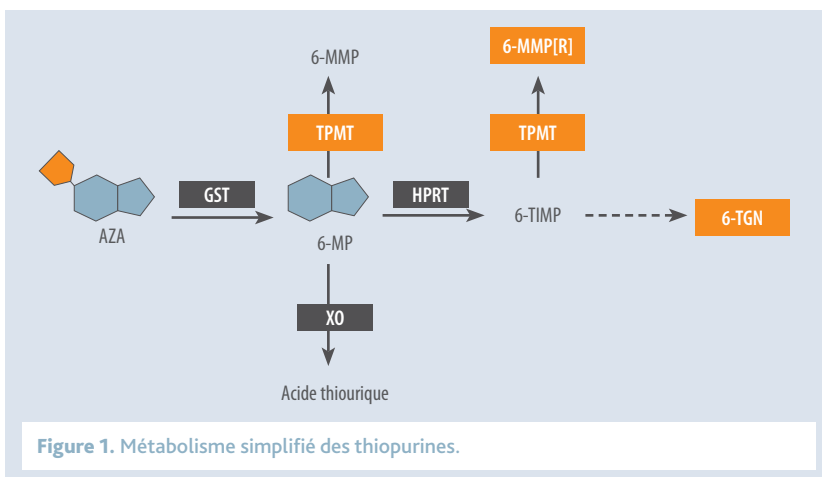 6-MMP[R]
6-MMP
TPMT
TPMT
GST
HPRT
AZA
6-MP
6-TIMP
6-TGN
XO
Acide thiourique
Figure 1. Métabolisme simplifié des thiopurines.